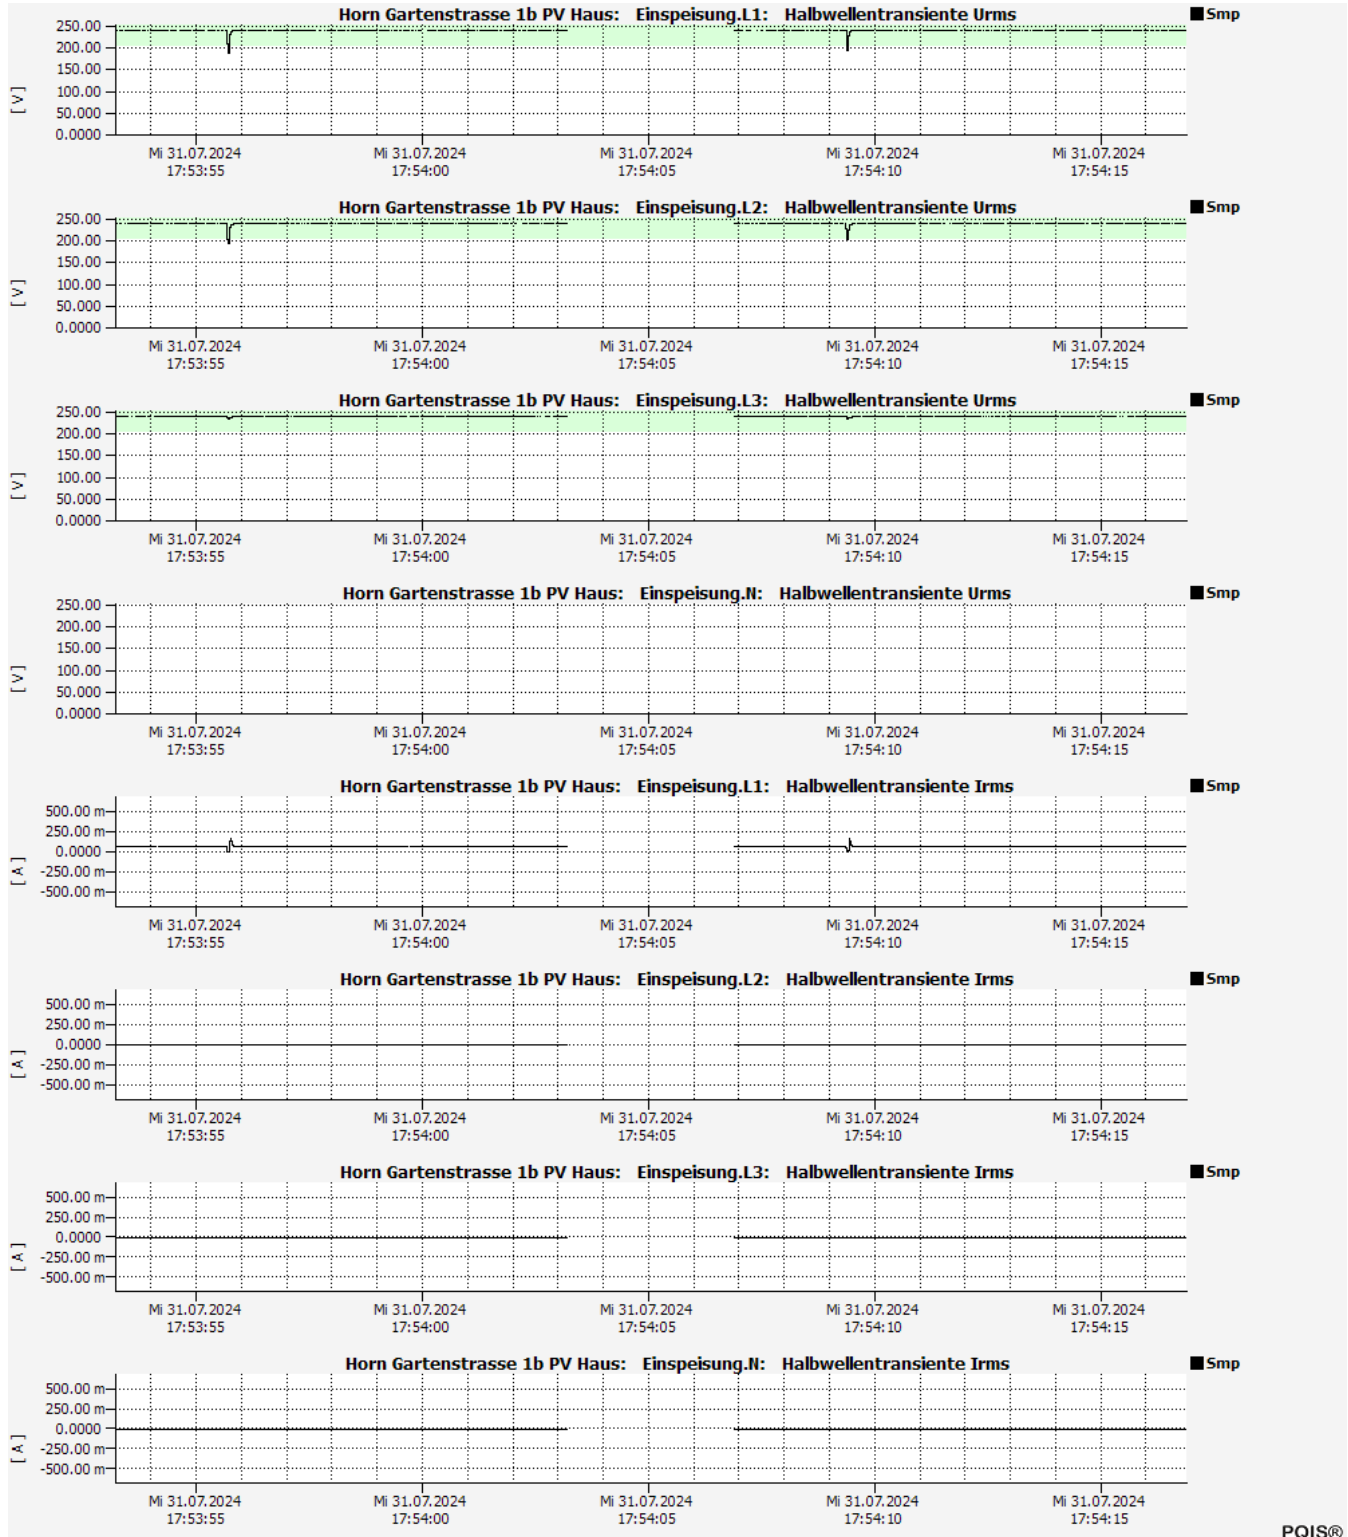 Horn Gartenstrasse 1b PV Haus: Einspeisung.L1: Halbwellentransiente Urms
Smp
250.00
200.00
150.00
100.00
50.000
0.0000
[ V ]
Mi 31.07.2024 Mi 31.07.2024 Mi 31.07.2024 Mi 31.07.2024 Mi 31.07.2024
17:53:55 17:54:00 17:54:05 17:54:10 17:54:15
Horn Gartenstrasse 1b PV Haus: Einspeisung.L2: Halbwellentransiente Urms
Smp
250.00
200.00
150.00
100.00
50.000
0.0000
[ V ]
Mi 31.07.2024 Mi 31.07.2024 Mi 31.07.2024 Mi 31.07.2024 Mi 31.07.2024
17:53:55 17:54:00 17:54:05 17:54:10 17:54:15
Horn Gartenstrasse 1b PV Haus: Einspeisung.L3: Halbwellentransiente Urms
Smp
250.00
200.00
150.00
100.00
50.000
0.0000
[ V ]
Mi 31.07.2024 Mi 31.07.2024 Mi 31.07.2024 Mi 31.07.2024 Mi 31.07.2024
17:53:55 17:54:00 17:54:05 17:54:10 17:54:15
Horn Gartenstrasse 1b PV Haus: Einspeisung.N: Halbwellentransiente Urms
Smp
250.00
200.00
150.00
100.00
50.000
0.0000
[ V ]
Mi 31.07.2024 Mi 31.07.2024 Mi 31.07.2024 Mi 31.07.2024 Mi 31.07.2024
17:53:55 17:54:00 17:54:05 17:54:10 17:54:15
Horn Gartenstrasse 1b PV Haus: Einspeisung.L1: Halbwellentransiente Irms
Smp
500.00 m
250.00 m
0.0000
-250.00 m
-500.00 m
[ A ]
Mi 31.07.2024 Mi 31.07.2024 Mi 31.07.2024 Mi 31.07.2024 Mi 31.07.2024
17:53:55 17:54:00 17:54:05 17:54:10 17:54:15
Horn Gartenstrasse 1b PV Haus: Einspeisung.L2: Halbwellentransiente Irms
Smp
500.00 m
250.00 m
0.0000
-250.00 m
-500.00 m
[ A ]
Mi 31.07.2024 Mi 31.07.2024 Mi 31.07.2024 Mi 31.07.2024 Mi 31.07.2024
17:53:55 17:54:00 17:54:05 17:54:10 17:54:15
Horn Gartenstrasse 1b PV Haus: Einspeisung.L3: Halbwellentransiente Irms
Smp
500.00 m
250.00 m
0.0000
-250.00 m
-500.00 m
[ A ]
Mi 31.07.2024 Mi 31.07.2024 Mi 31.07.2024 Mi 31.07.2024 Mi 31.07.2024
17:53:55 17:54:00 17:54:05 17:54:10 17:54:15
Horn Gartenstrasse 1b PV Haus: Einspeisung.N: Halbwellentransiente Irms
Smp
500.00 m
250.00 m
0.0000
-250.00 m
-500.00 m
[ A ]
Mi 31.07.2024 Mi 31.07.2024 Mi 31.07.2024 Mi 31.07.2024 Mi 31.07.2024
17:53:55 17:54:00 17:54:05 17:54:10 17:54:15
PQIS®